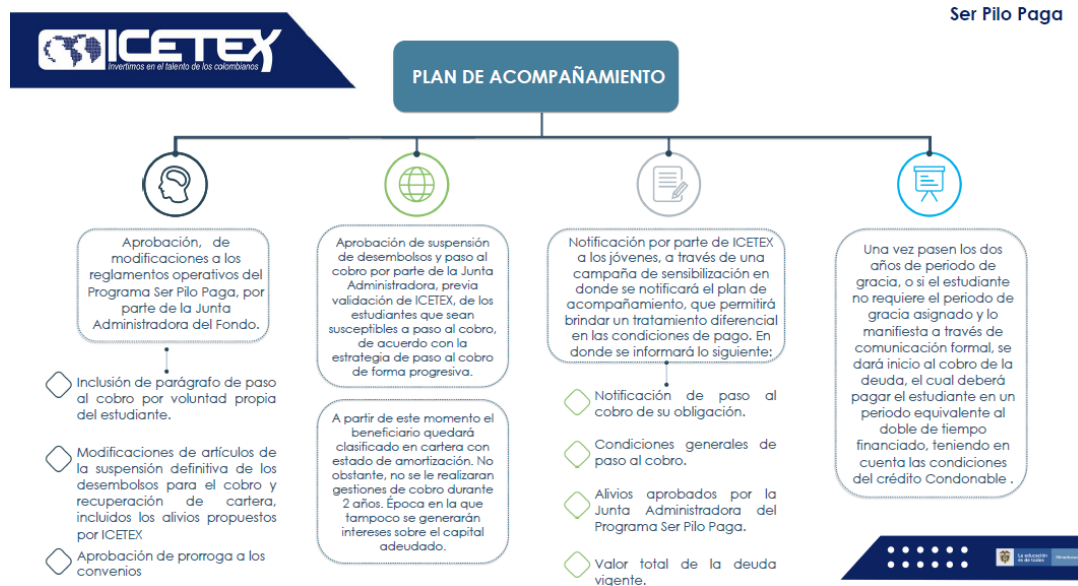 Ser Pilo Paga
ICETEX
Invertimos en el talento de los colombianos
PLAN DE ACOMPAÑAMIENTO
Aprobación, de
modificaciones a los
reglamentos operativos del
Programa Ser Pilo Paga, por
parte de la Junta
Administradora del Fondo.
Inclusión de parágrafo de paso
al cobro por voluntad propia
del estudiante.
Modificaciones de artículos de
la suspensión definitiva de los
desembolsos para el cobro y
recuperación de cartera,
incluidos los alivios propuestos
por ICETEX
Aprobación de prorroga a los
convenios
Aprobación de suspensión
de desembolsos y paso al
cobro por parte de la Junta
Administradora, previa
validación de ICETEX, de los
estudiantes que sean
susceptibles a paso al cobro,
de acuerdo con la
estrategia de paso al cobro
de forma progresiva.
A partir de este momento el
beneficiario quedará
clasificado en cartera con
estado de amortización. No
obstante, no se le realizaran
gestiones de cobro durante
2 años. Época en la que
tampoco se generarán
intereses sobre el capital
adeudado.
Notificación por parte de ICETEX
a los jóvenes, a través de una
campaña de sensibilización en
donde se notificará el plan de
acompañamiento, que permitirá
brindar un tratamiento diferencial
en las condiciones de pago. En
donde se informará lo siguiente:
Notificación de paso al
cobro de su obligación.
Condiciones generales de
paso al cobro.
Alivios aprobados por la
Junta Administradora del
Programa Ser Pilo Paga.
Valor total de la deuda
vigente.
Una vez pasen los dos
años de periodo de
gracia, o si el estudiante
no requiere el periodo de
gracia asignado y lo
manifiesta a través de
comunicación formal, se
dará inicio al cobro de la
deuda, el cual deberá
pagar el estudiante en un
periodo equivalente al
doble de tiempo
financiado, teniendo en
cuenta las condiciones
del crédito Condonable .
La educación
es de todos